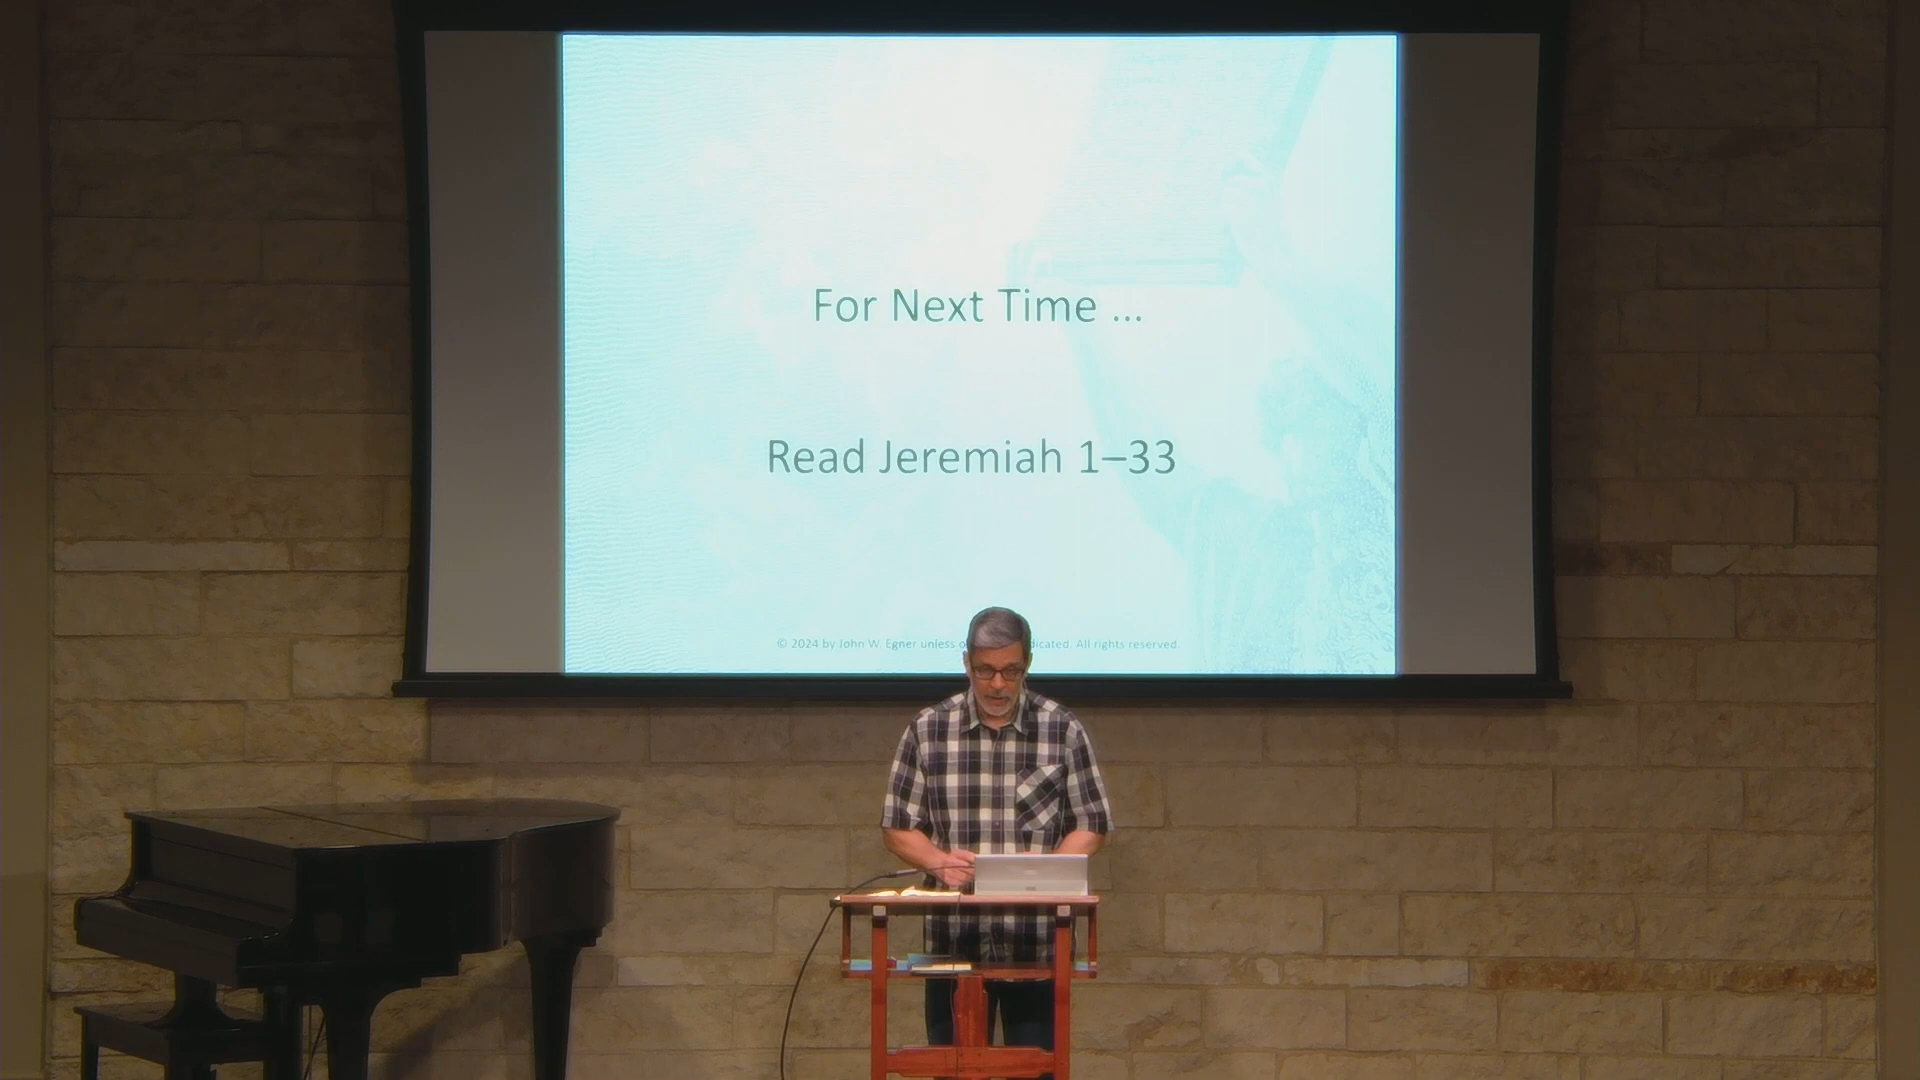 For Next Time ...
Read Jeremiah 1–33
© 2024 by John W. Egner unless dicated. All rights reserved.